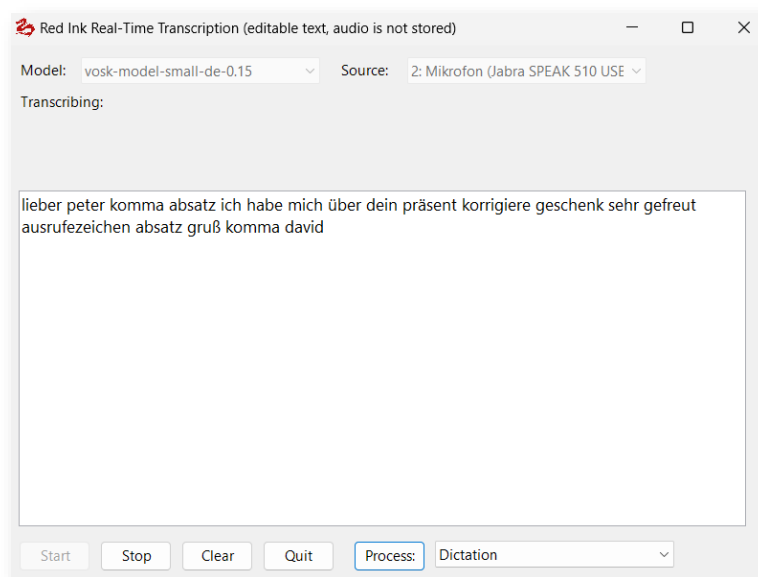 Red Ink Real-Time Transcription (editable text, audio is not stored)
Model: vosk-model-small-de-0.15 Source: 2: Mikrofon (Jabra SPEAK 510 USE
Transcribing:
lieber peter komma absatz ich habe mich über dein präsent korrigiere geschenk sehr gefreut
ausrufezeichen absatz gruß komma david
Start Stop Clear Quit Process: Dictation